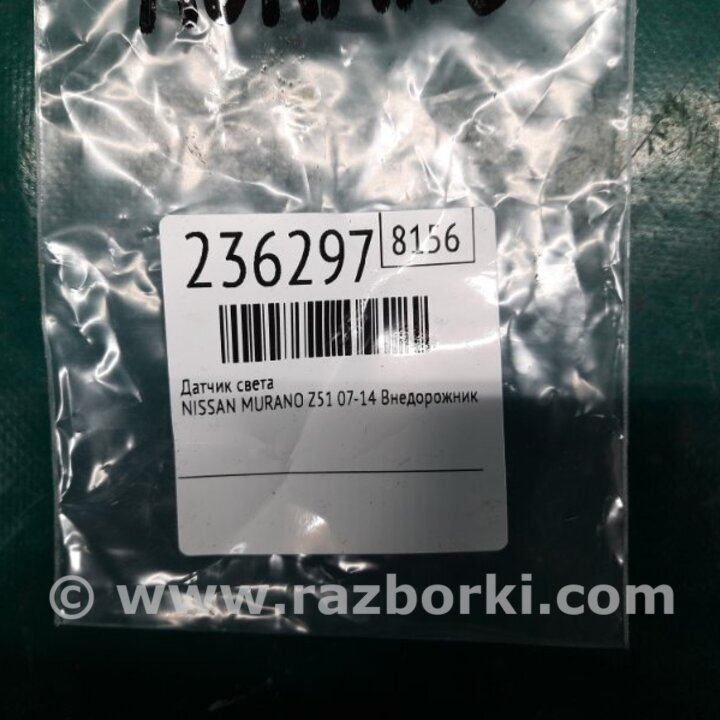 236297
8156
Датчик света
NISSAN MURANO Z51 07-14 Внедорожник
© www.razborki.com